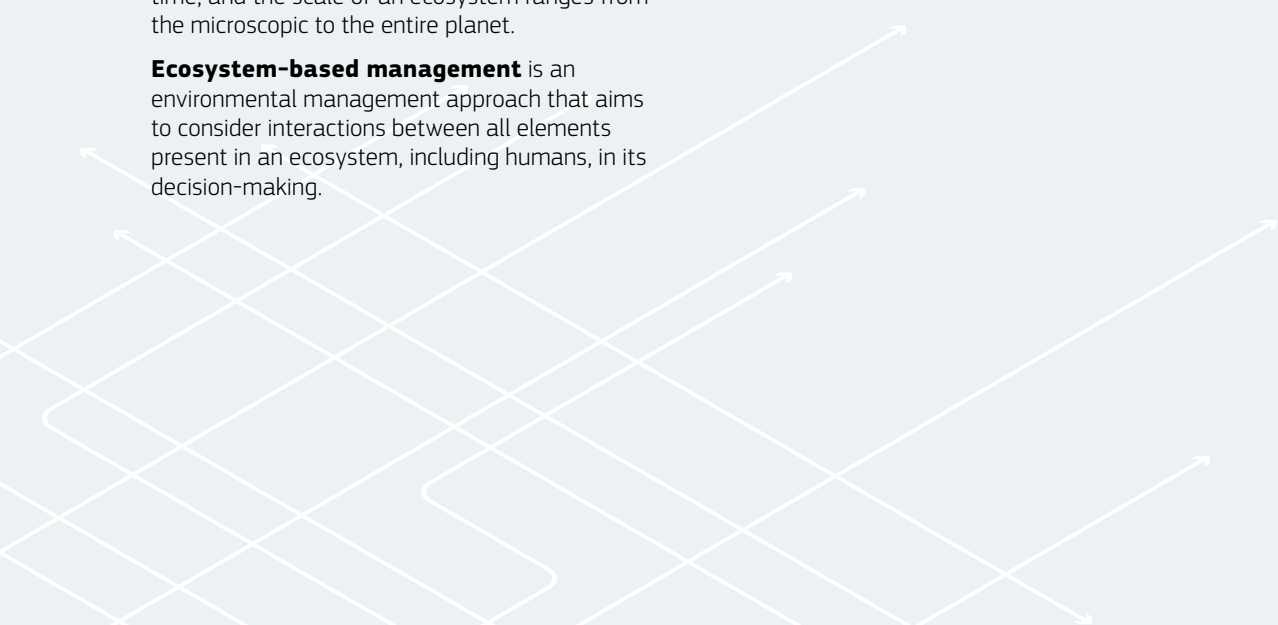 time, and the scale of an ecosystem ranges from
the microscopic to the entire planet.
Ecosystem-based management is an
environmental management approach that aims
to consider interactions between all elements
present in an ecosystem, including humans, in its
decision-making.